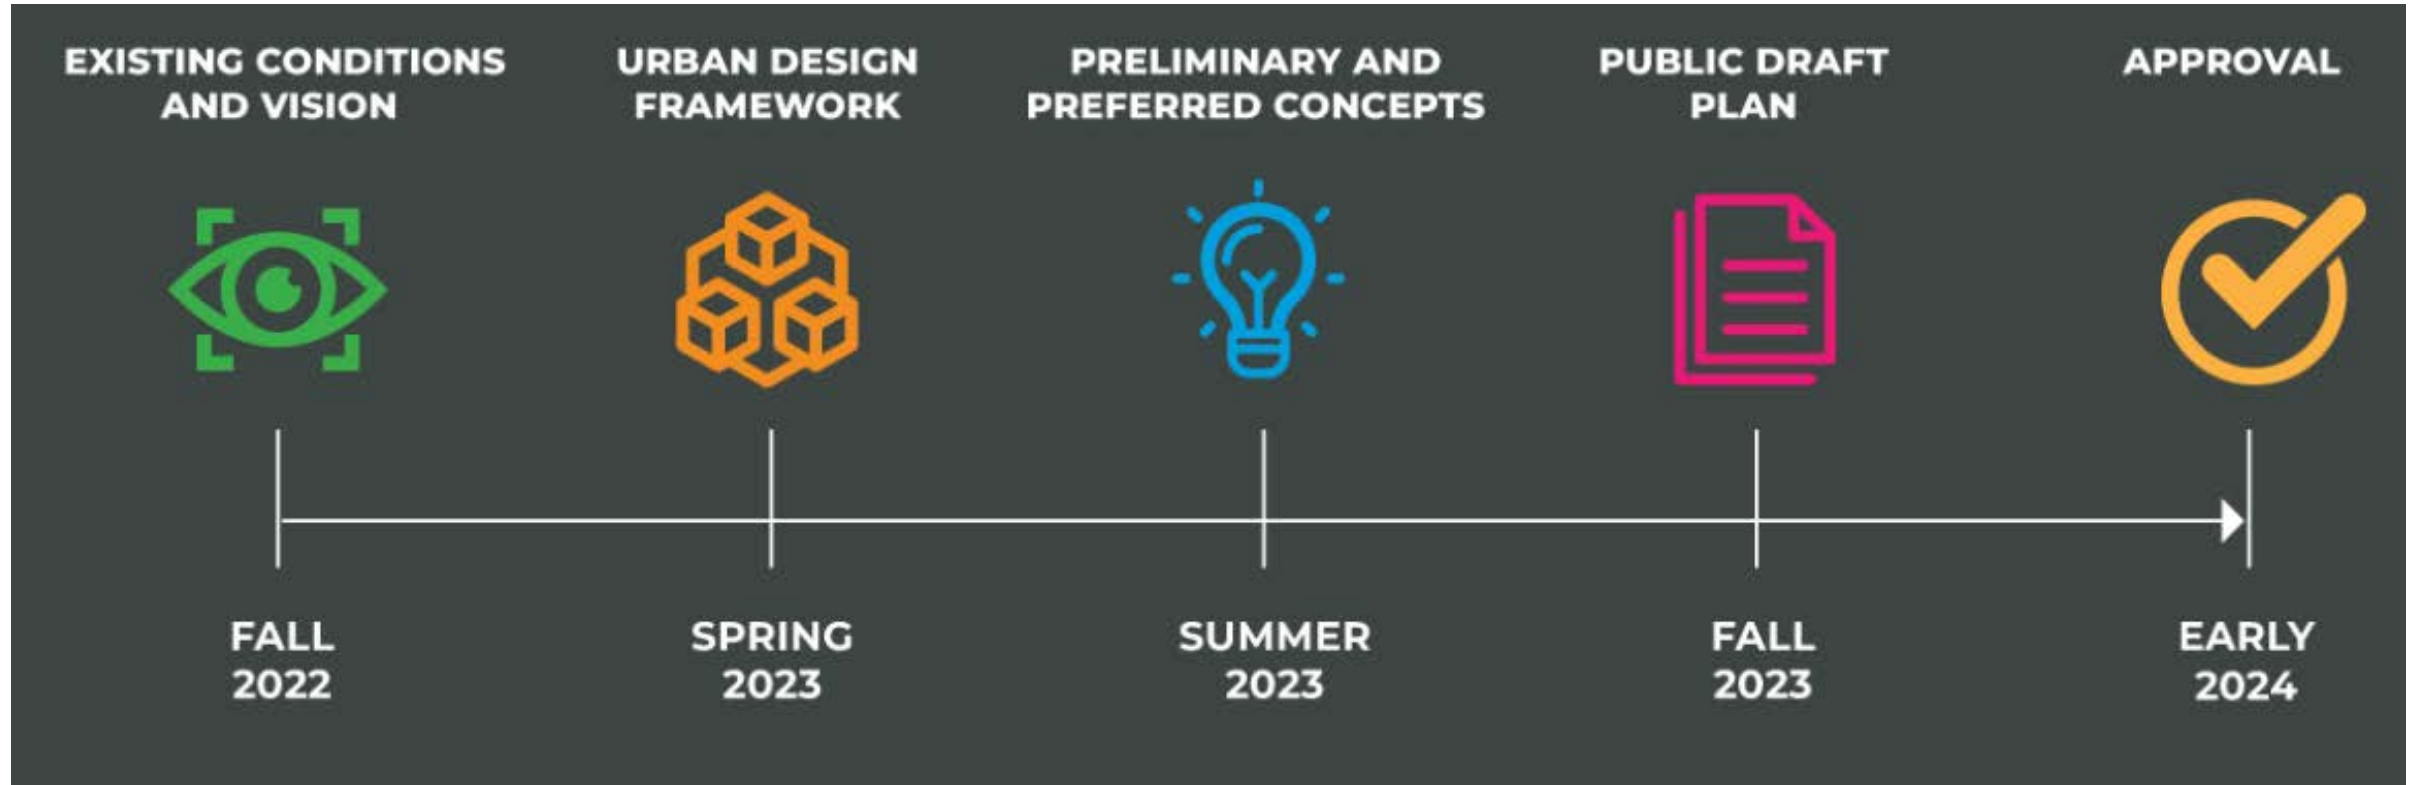 EXISTING CONDITIONS
AND VISION
URBAN DESIGN
FRAMEWORK
PRELIMINARY AND
PREFERRED CONCEPTS
PUBLIC DRAFT
PLAN
APPROVAL
FALL
2022
SPRING
2023
SUMMER
2023
FALL
2023
EARLY
2024